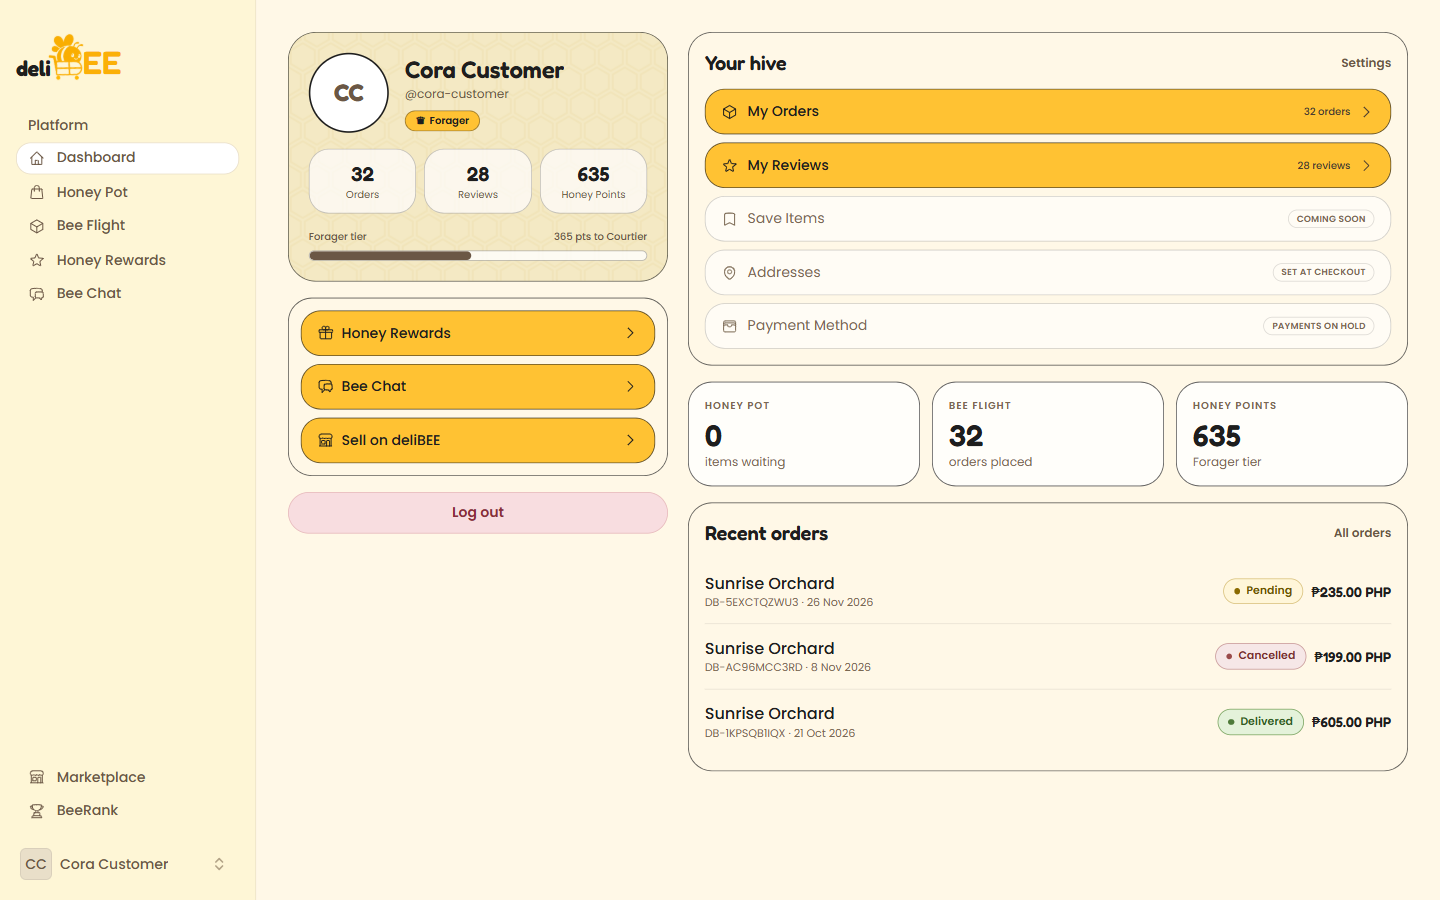 deliBEE
Platform
Dashboard
Honey Pot
Bee Flight
Honey Rewards
Bee Chat
Marketplace
BeeRank
CC Cora Customer
CC
Cora Customer
@cora-customer
Forager
32
Orders
28
Reviews
635
Honey Points
Forager tier 365 pts to Courtier
Honey Rewards
Bee Chat
Sell on deliBEE
Log out
Your hive Settings
My Orders 32 orders
My Reviews 28 reviews
Save Items COMING SOON
Addresses SET AT CHECKOUT
Payment Method PAYMENTS ON HOLD
HONEY POT
0
items waiting
BEE FLIGHT
32
orders placed
HONEY POINTS
635
Forager tier
Recent orders All orders
Sunrise Orchard
DB-5EXCTQZWU3 · 26 Nov 2026
Pending ₱235.00 PHP
Sunrise Orchard
DB-AC96MCC3RD · 8 Nov 2026
Cancelled ₱199.00 PHP
Sunrise Orchard
DB-1KPSQB1IQX · 21 Oct 2026
Delivered ₱605.00 PHP